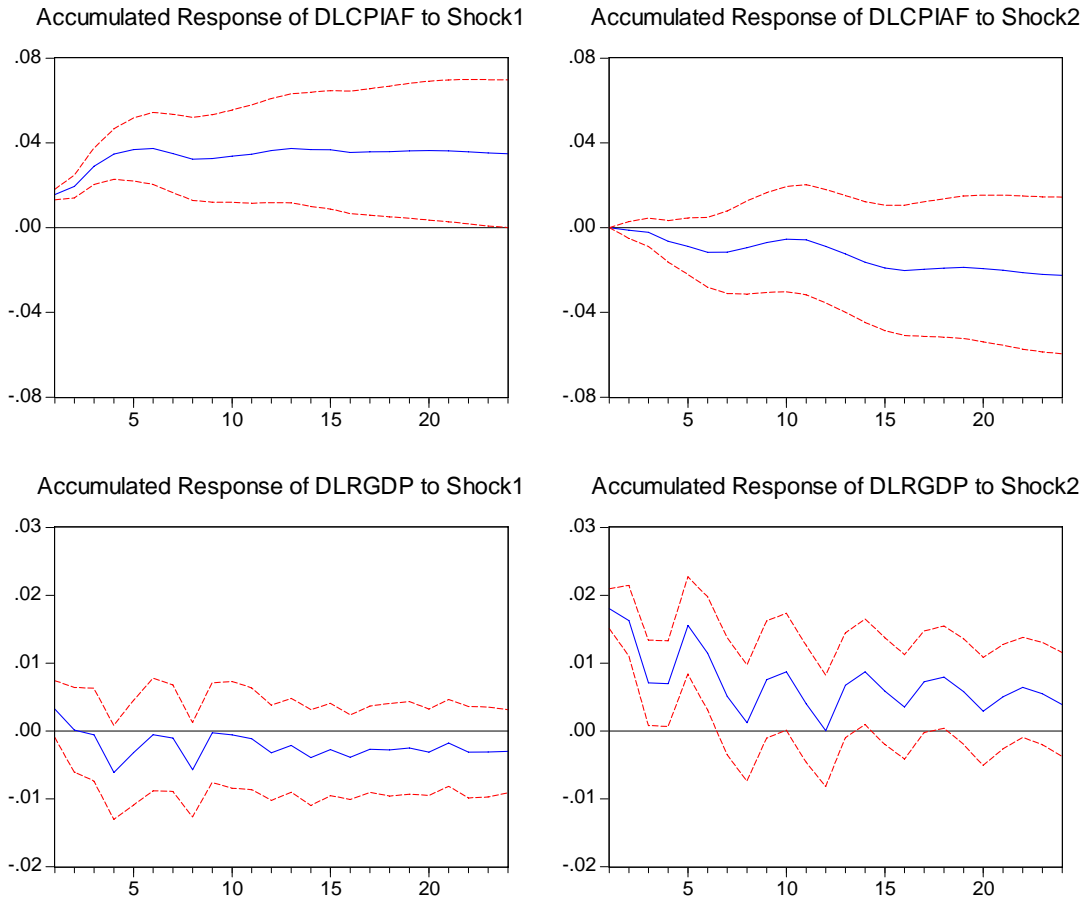 Accumulated Response of DLCPIAF to Shock1
.08
.04
.00
-.04
-.08
5 10 15 20
Accumulated Response of DLCPIAF to Shock2
.08
.04
.00
-.04
-.08
5 10 15 20
Accumulated Response of DLRGDP to Shock1
.03
.02
.01
.00
-.01
-.02
5 10 15 20
Accumulated Response of DLRGDP to Shock2
.03
.02
.01
.00
-.01
-.02
5 10 15 20